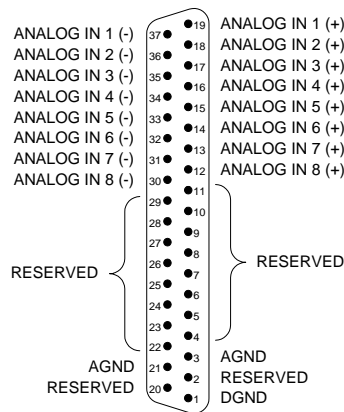 ANALOG IN 1 (-) 37 19 ANALOG IN 1 (+)
ANALOG IN 2 (-) 36 18 ANALOG IN 2 (+)
ANALOG IN 3 (-) 35 17 ANALOG IN 3 (+)
ANALOG IN 4 (-) 34 16 ANALOG IN 4 (+)
ANALOG IN 5 (-) 33 15 ANALOG IN 5 (+)
ANALOG IN 6 (-) 32 14 ANALOG IN 6 (+)
ANALOG IN 7 (-) 31 13 ANALOG IN 7 (+)
ANALOG IN 8 (-) 30 12 ANALOG IN 8 (+)
29 11
28 10
27 9
26 8
RESERVED 25 7 RESERVED
24 6
23 5
22 4
AGND 21 3 AGND
RESERVED 20 2 RESERVED
1 DGND